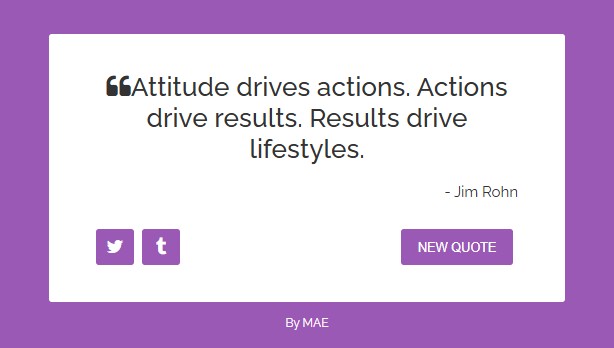 ❝Attitude drives actions. Actions
drive results. Results drive
lifestyles.
- Jim Rohn
NEW QUOTE
By MAE